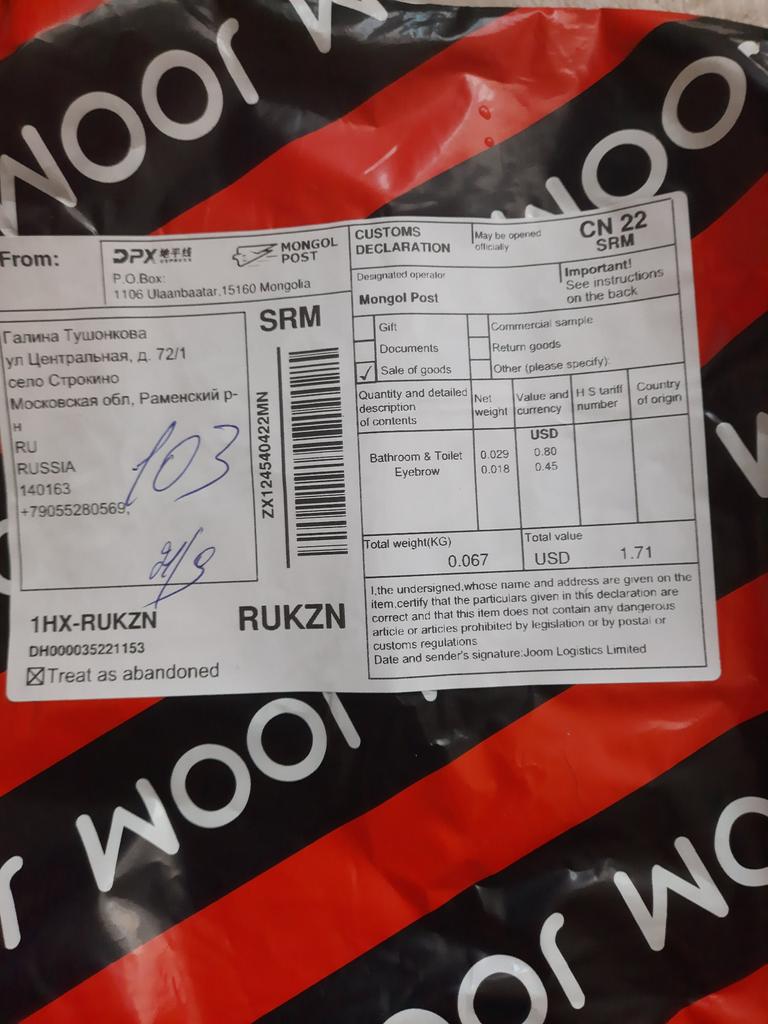 JOOM
JOOM
From:
DPX 地平线
EXPRESS
MONGOL
POST
P.O.Box:
1106 Ulaanbaatar.15160 Mongolia
Галина Тушонкова
ул Центральная, д. 72/1
село Строкино
Московская обл, Раменский р-
н
RU
RUSSIA
140163
+79055280569,
103
SRM
ZX124540422MN
1HX-RUKZN
RUKZN
DH000035221153
Treat as abandoned
CUSTOMS
DECLARATION
May be opened
officially
CN 22
SRM
Designated operator
Mongol Post
Important!
See instructions
on the back
Gift
Commercial sample
Documents
Return goods
Sale of goods
Other (please specify):
Quantity and detailed
description
of contents
Net
weight
Value and
currency
H S tariff
number
Country
of origin
USD
Bathroom & Toilet 0.029 0.80
Eyebrow 0.018 0.45
Total weight(KG)
0.067
Total value
USD 1.71
I,the undersigned,whose name and address are given on the
item,certify that the particulars given in this declaration are
correct and that this item does not contain any dangerous
article or articles prohibited by legislation or by postal or
customs regulations
Date and sender's signature:Joom Logistics Limited
JOOM
JOOM